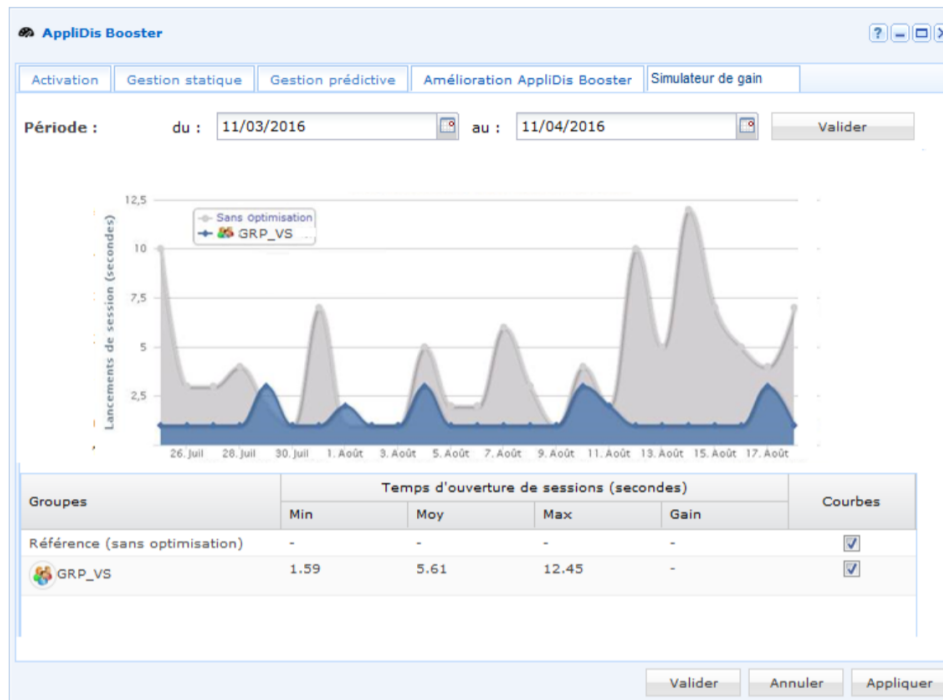 AppliDis Booster
Activation Gestion statique Gestion prédictive Amélioration AppliDis Booster Simulateur de gain
Période : du : 11/03/2016 au : 11/04/2016 Valider
Lancements de session (secondes)
12,5
10
7,5
5
2,5
Sans optimisation
GRP_VS
26. Juil 28. Juil 30. Juil 1. Août 3. Août 5. Août 7. Août 9. Août 11. Août 13. Août 15. Août 17. Août
Groupes Temps d'ouverture de sessions (secondes) Courbes
Min Moy Max Gain
Référence (sans optimisation) - - - -
GRP_VS 1.59 5.61 12.45 -
Valider Annuler Appliquer